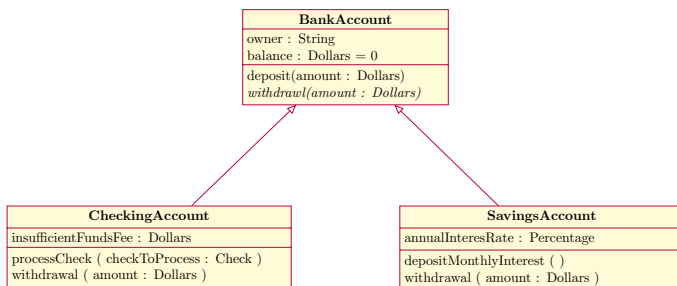 BankAccount
owner : String
balance : Dollars = 0
deposit(amount : Dollars)
withdrawl(amount : Dollars)
CheckingAccount
insufficientFundsFee : Dollars
processCheck ( checkToProcess : Check )
withdrawal ( amount : Dollars )
SavingsAccount
annualInteresRate : Percentage
depositMonthlyInterest ( )
withdrawal ( amount : Dollars )